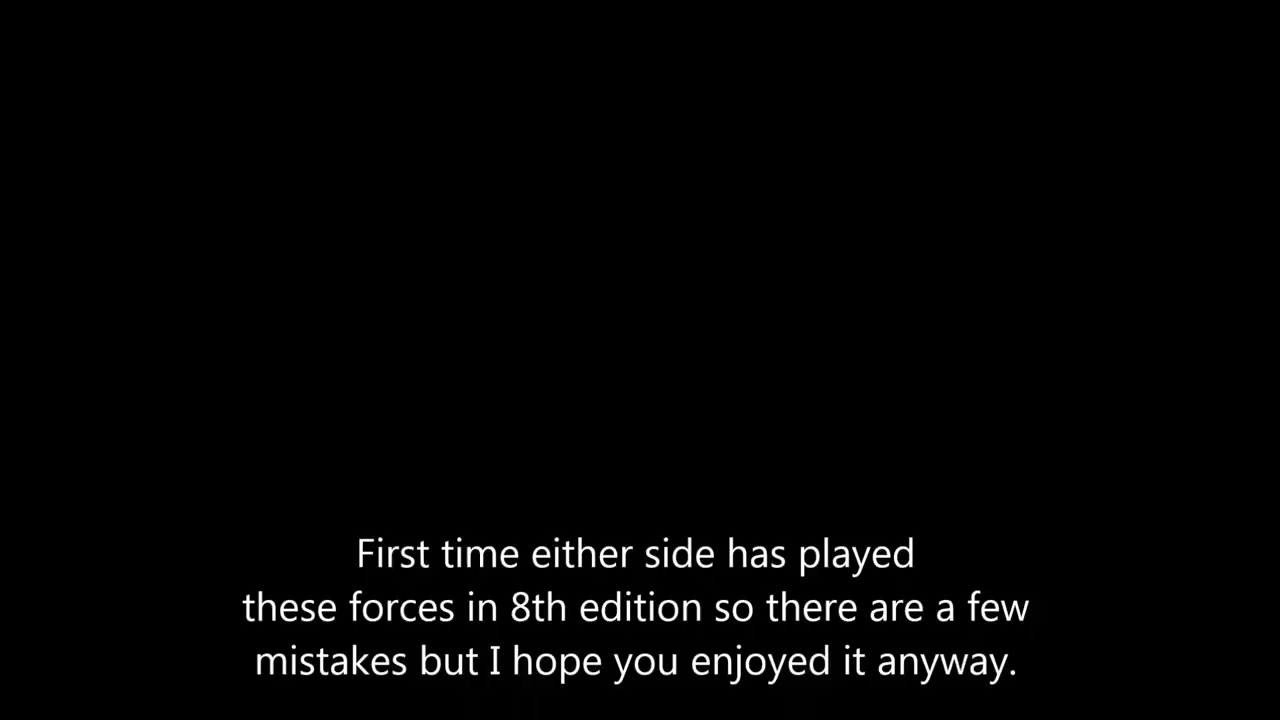 First time either side has played
these forces in 8th edition so there are a few
mistakes but I hope you enjoyed it anyway.